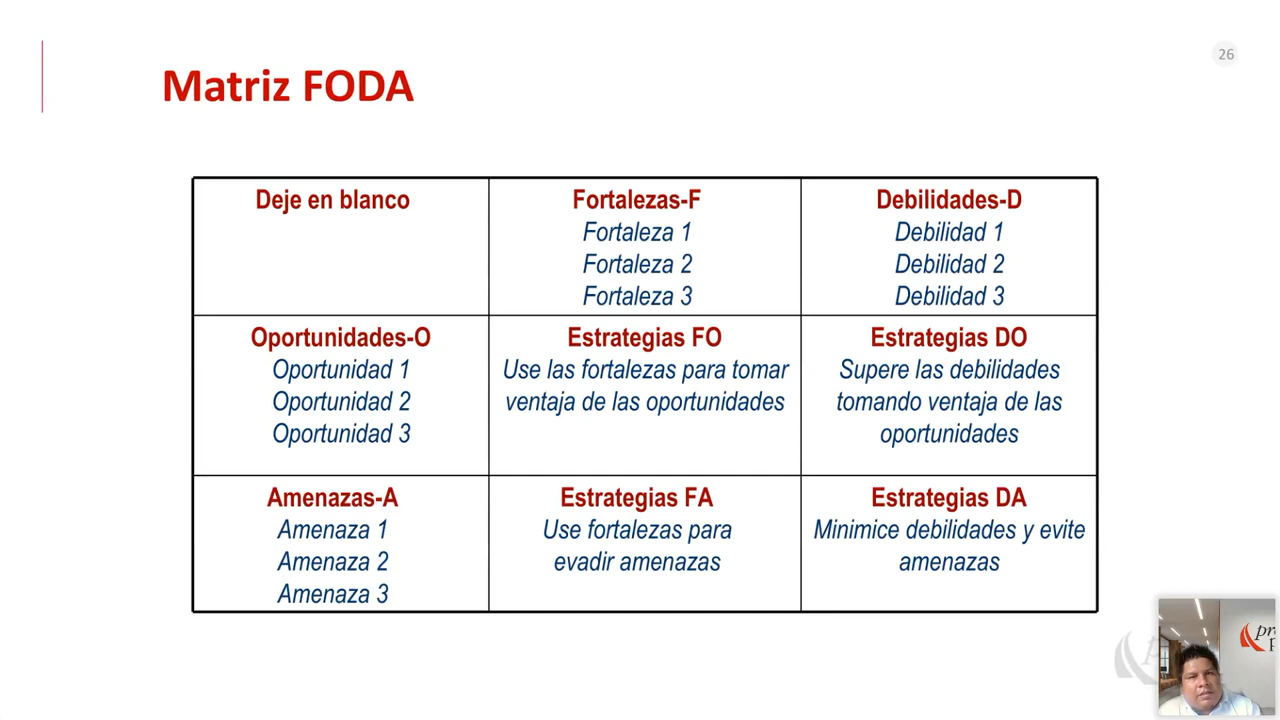 26
Matriz FODA
Deje en blanco
Fortalezas-F
Fortaleza 1
Fortaleza 2
Fortaleza 3
Debilidades-D
Debilidad 1
Debilidad 2
Debilidad 3
Oportunidades-O
Oportunidad 1
Oportunidad 2
Oportunidad 3
Estrategias FO
Use las fortalezas para tomar
ventaja de las oportunidades
Estrategias DO
Supere las debilidades
tomando ventaja de las
oportunidades
Amenazas-A
Amenaza 1
Amenaza 2
Amenaza 3
Estrategias FA
Use fortalezas para
evadir amenazas
Estrategias DA
Minimice debilidades y evite
amenazas